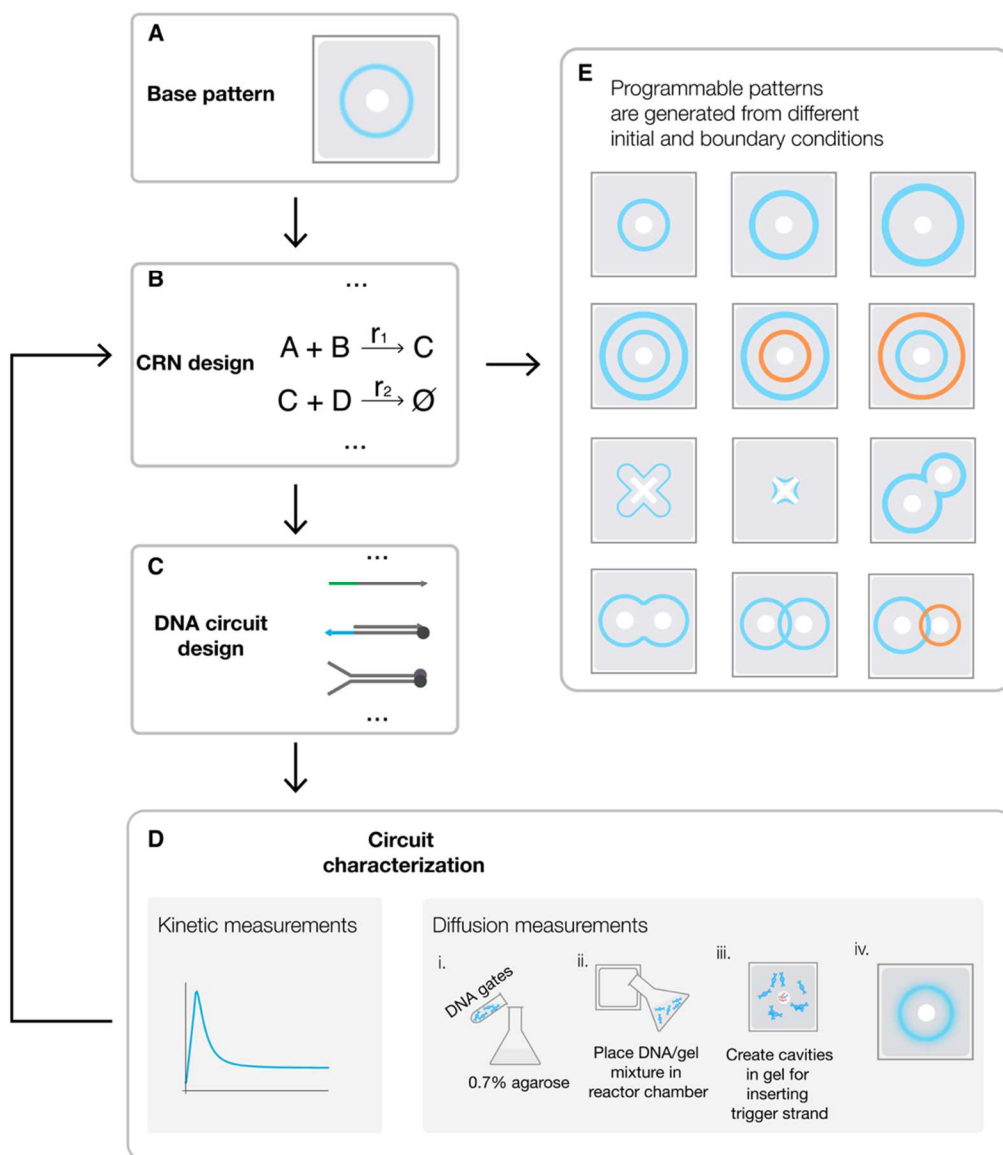 A
Base pattern
B
...
CRN design
A + B r₁→ C
C + D r₂→ Ø
...
C
...
DNA circuit
design
...
E
Programmable patterns
are generated from different
initial and boundary conditions
D
Circuit
characterization
Kinetic measurements
Diffusion measurements
i.
DNA gates
0.7% agarose
ii.
Place DNA/gel
mixture in
reactor chamber
iii.
Create cavities
in gel for
inserting
trigger strand
iv.